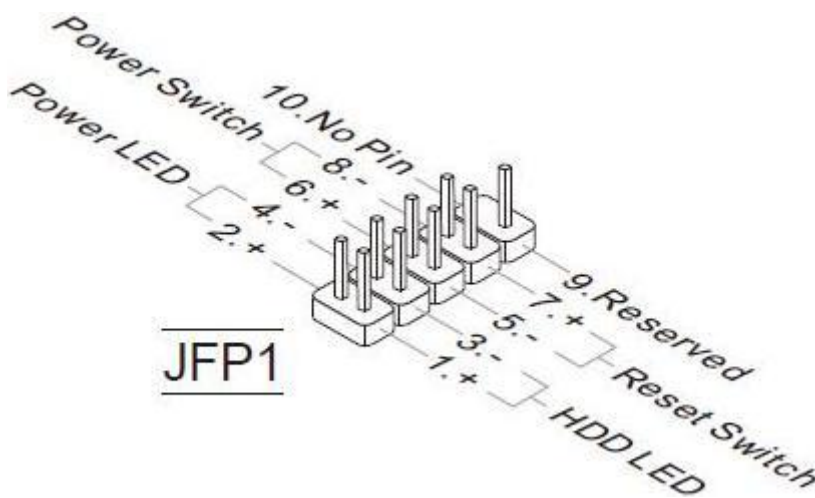 Power Switch
Power LED
10.No Pin
8.-
6.+
4.-
2.+
9.Reserved
7.+
5.-
Reset Switch
3.-
1.+
HDD LED
JFP1